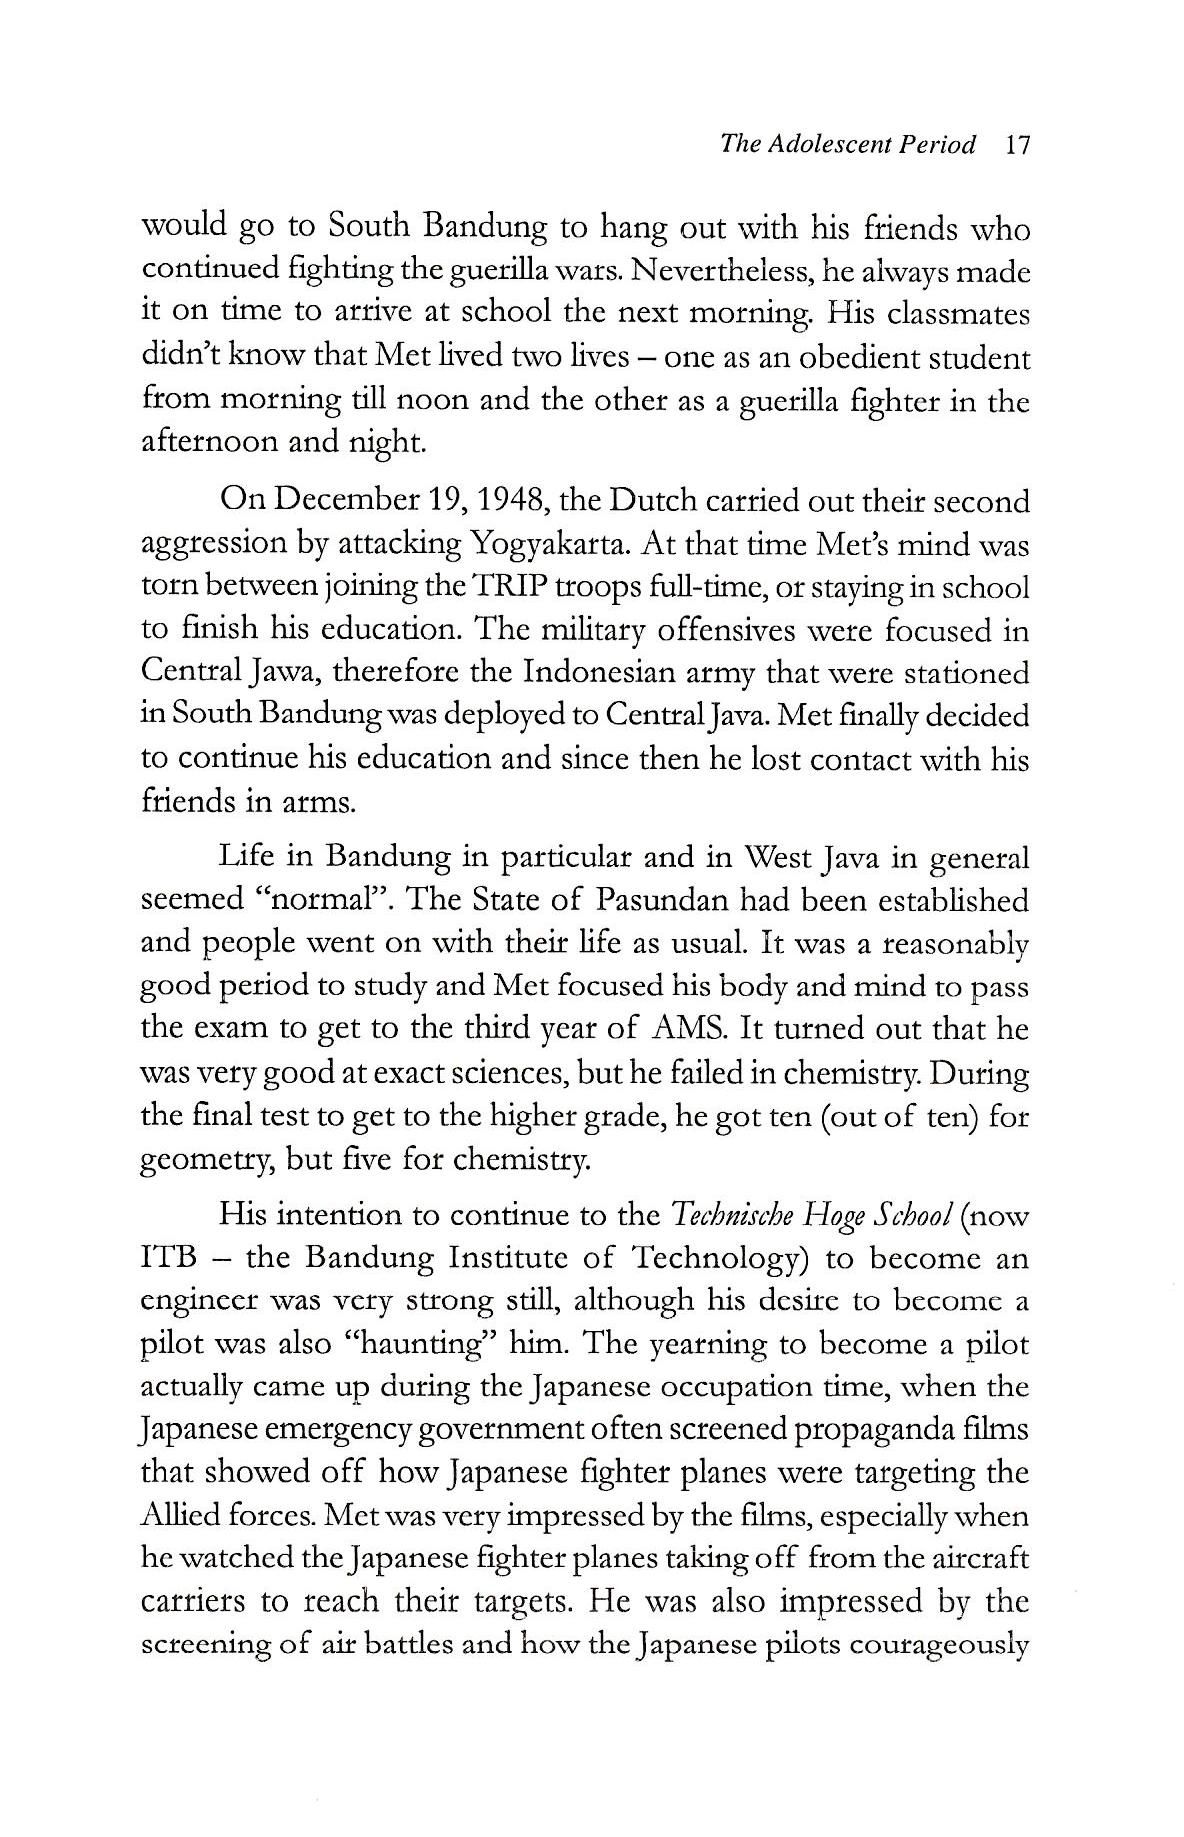 The Adolescent Period 17
would go to South Bandung to hang out with his friends who
continued fighting the guerilla wars. Nevertheless, he always made
it on time to arrive at school the next morning. His classmates
didn't know that Met lived two lives – one as an obedient student
from morning till noon and the other as a guerilla fighter in the
afternoon and night.
On December 19, 1948, the Dutch carried out their second
aggression by attacking Yogyakarta. At that time Met's mind was
torn between joining the TRIP troops full-time, or staying in school
to finish his education. The military offensives were focused in
Central Jawa, therefore the Indonesian army that were stationed
in South Bandung was deployed to Central Java. Met finally decided
to continue his education and since then he lost contact with his
friends in arms.
Life in Bandung in particular and in West Java in general
seemed “normal”. The State of Pasundan had been established
and people went on with their life as usual. It was a reasonably
good period to study and Met focused his body and mind to pass
the exam to get to the third year of AMS. It turned out that he
was very good at exact sciences, but he failed in chemistry. During
the final test to get to the higher grade, he got ten (out of ten) for
geometry, but five for chemistry.
His intention to continue to the Technische Hoge School (now
ITB – the Bandung Institute of Technology) to become an
engineer was very strong still, although his desire to become a
pilot was also “haunting” him. The yearning to become a pilot
actually came up during the Japanese occupation time, when the
Japanese emergency government often screened propaganda films
that showed off how Japanese fighter planes were targeting the
Allied forces. Met was very impressed by the films, especially when
he watched the Japanese fighter planes taking off from the aircraft
carriers to reach their targets. He was also impressed by the
screening of air battles and how the Japanese pilots courageously